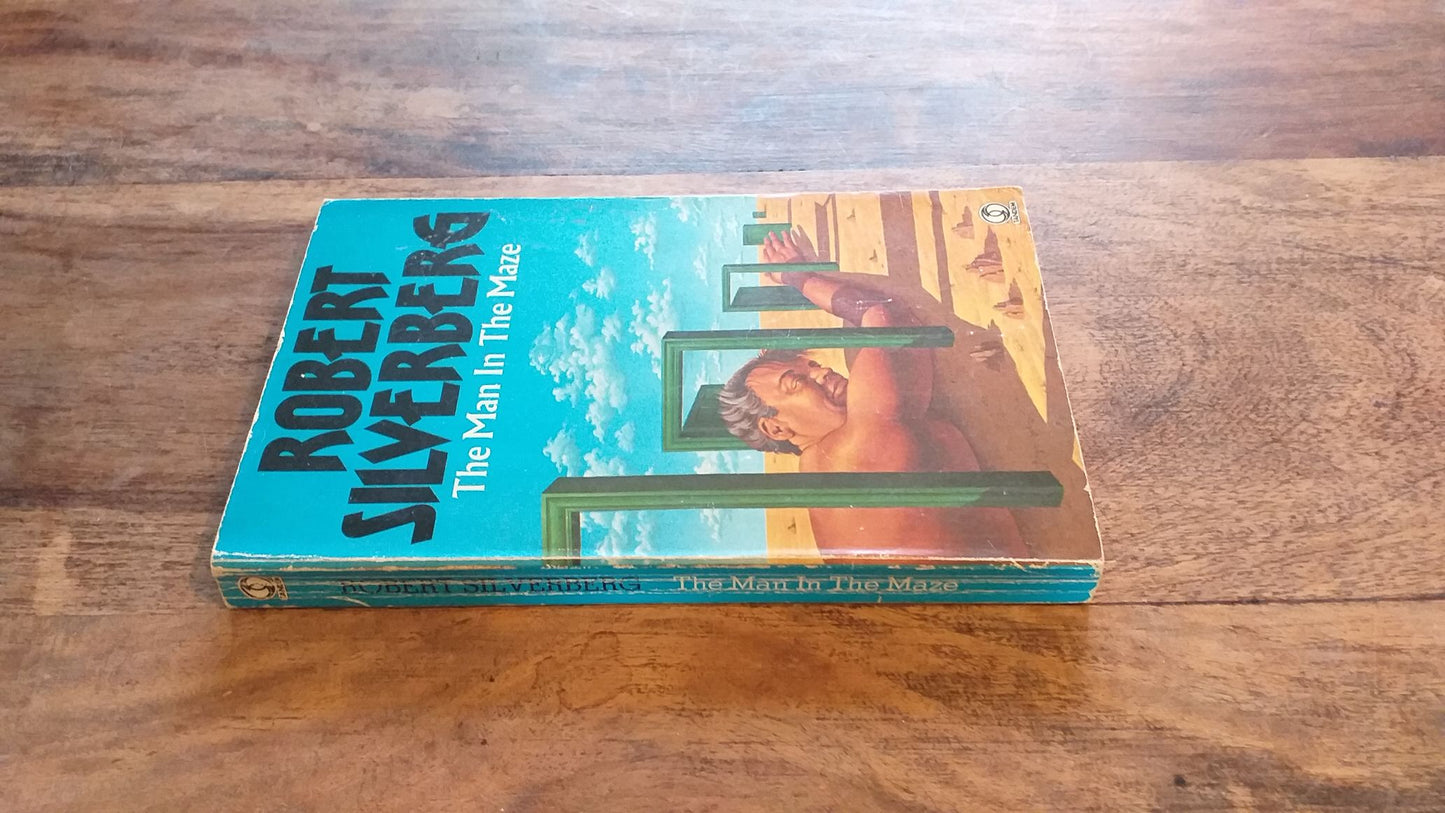 ROBERT
SILVERBERG
The Man In The Maze
ROBERT SILVERBERG The Man In The Maze